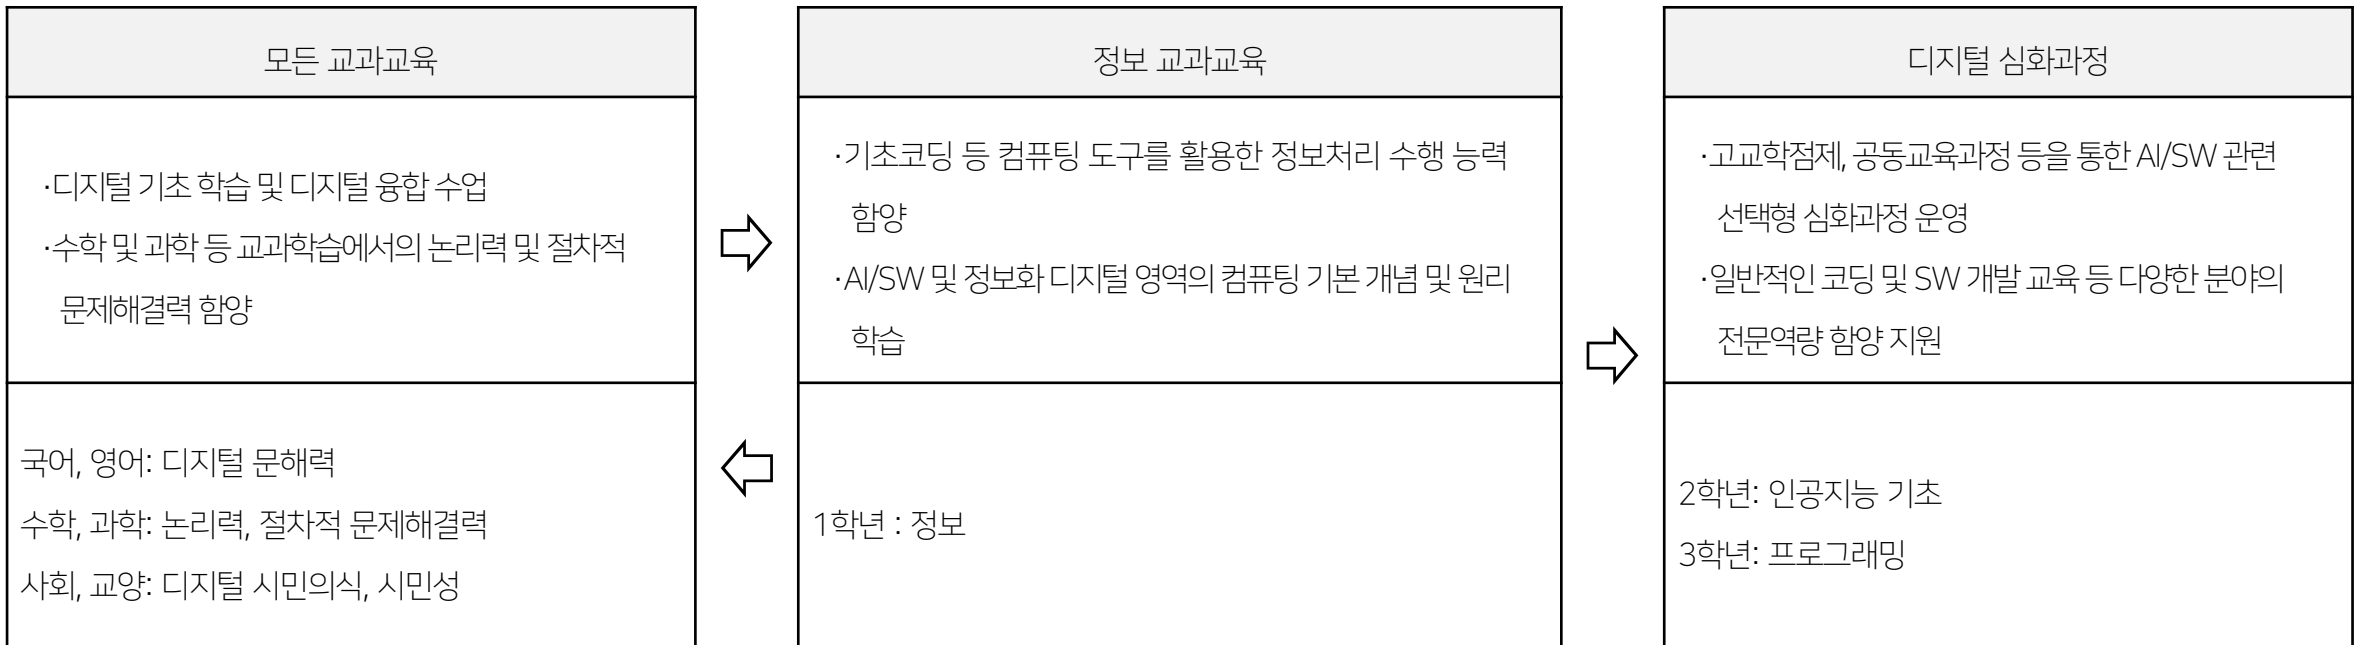 모든 교과교육
·디지털 기초 학습 및 디지털 융합 수업
·수학 및 과학 등 교과학습에서의 논리력 및 절차적
문제해결력 함양
국어, 영어: 디지털 문해력
수학, 과학: 논리력, 절차적 문제해결력
사회, 교양: 디지털 시민의식, 시민성
정보 교과교육
·기초코딩 등 컴퓨팅 도구를 활용한 정보처리 수행 능력
함양
·AI/SW 및 정보화 디지털 영역의 컴퓨팅 기본 개념 및 원리
학습
1학년 : 정보
디지털 심화과정
·고교학점제, 공동교육과정 등을 통한 AI/SW 관련
선택형 심화과정 운영
·일반적인 코딩 및 SW 개발 교육 등 다양한 분야의
전문역량 함양 지원
2학년: 인공지능 기초
3학년: 프로그래밍